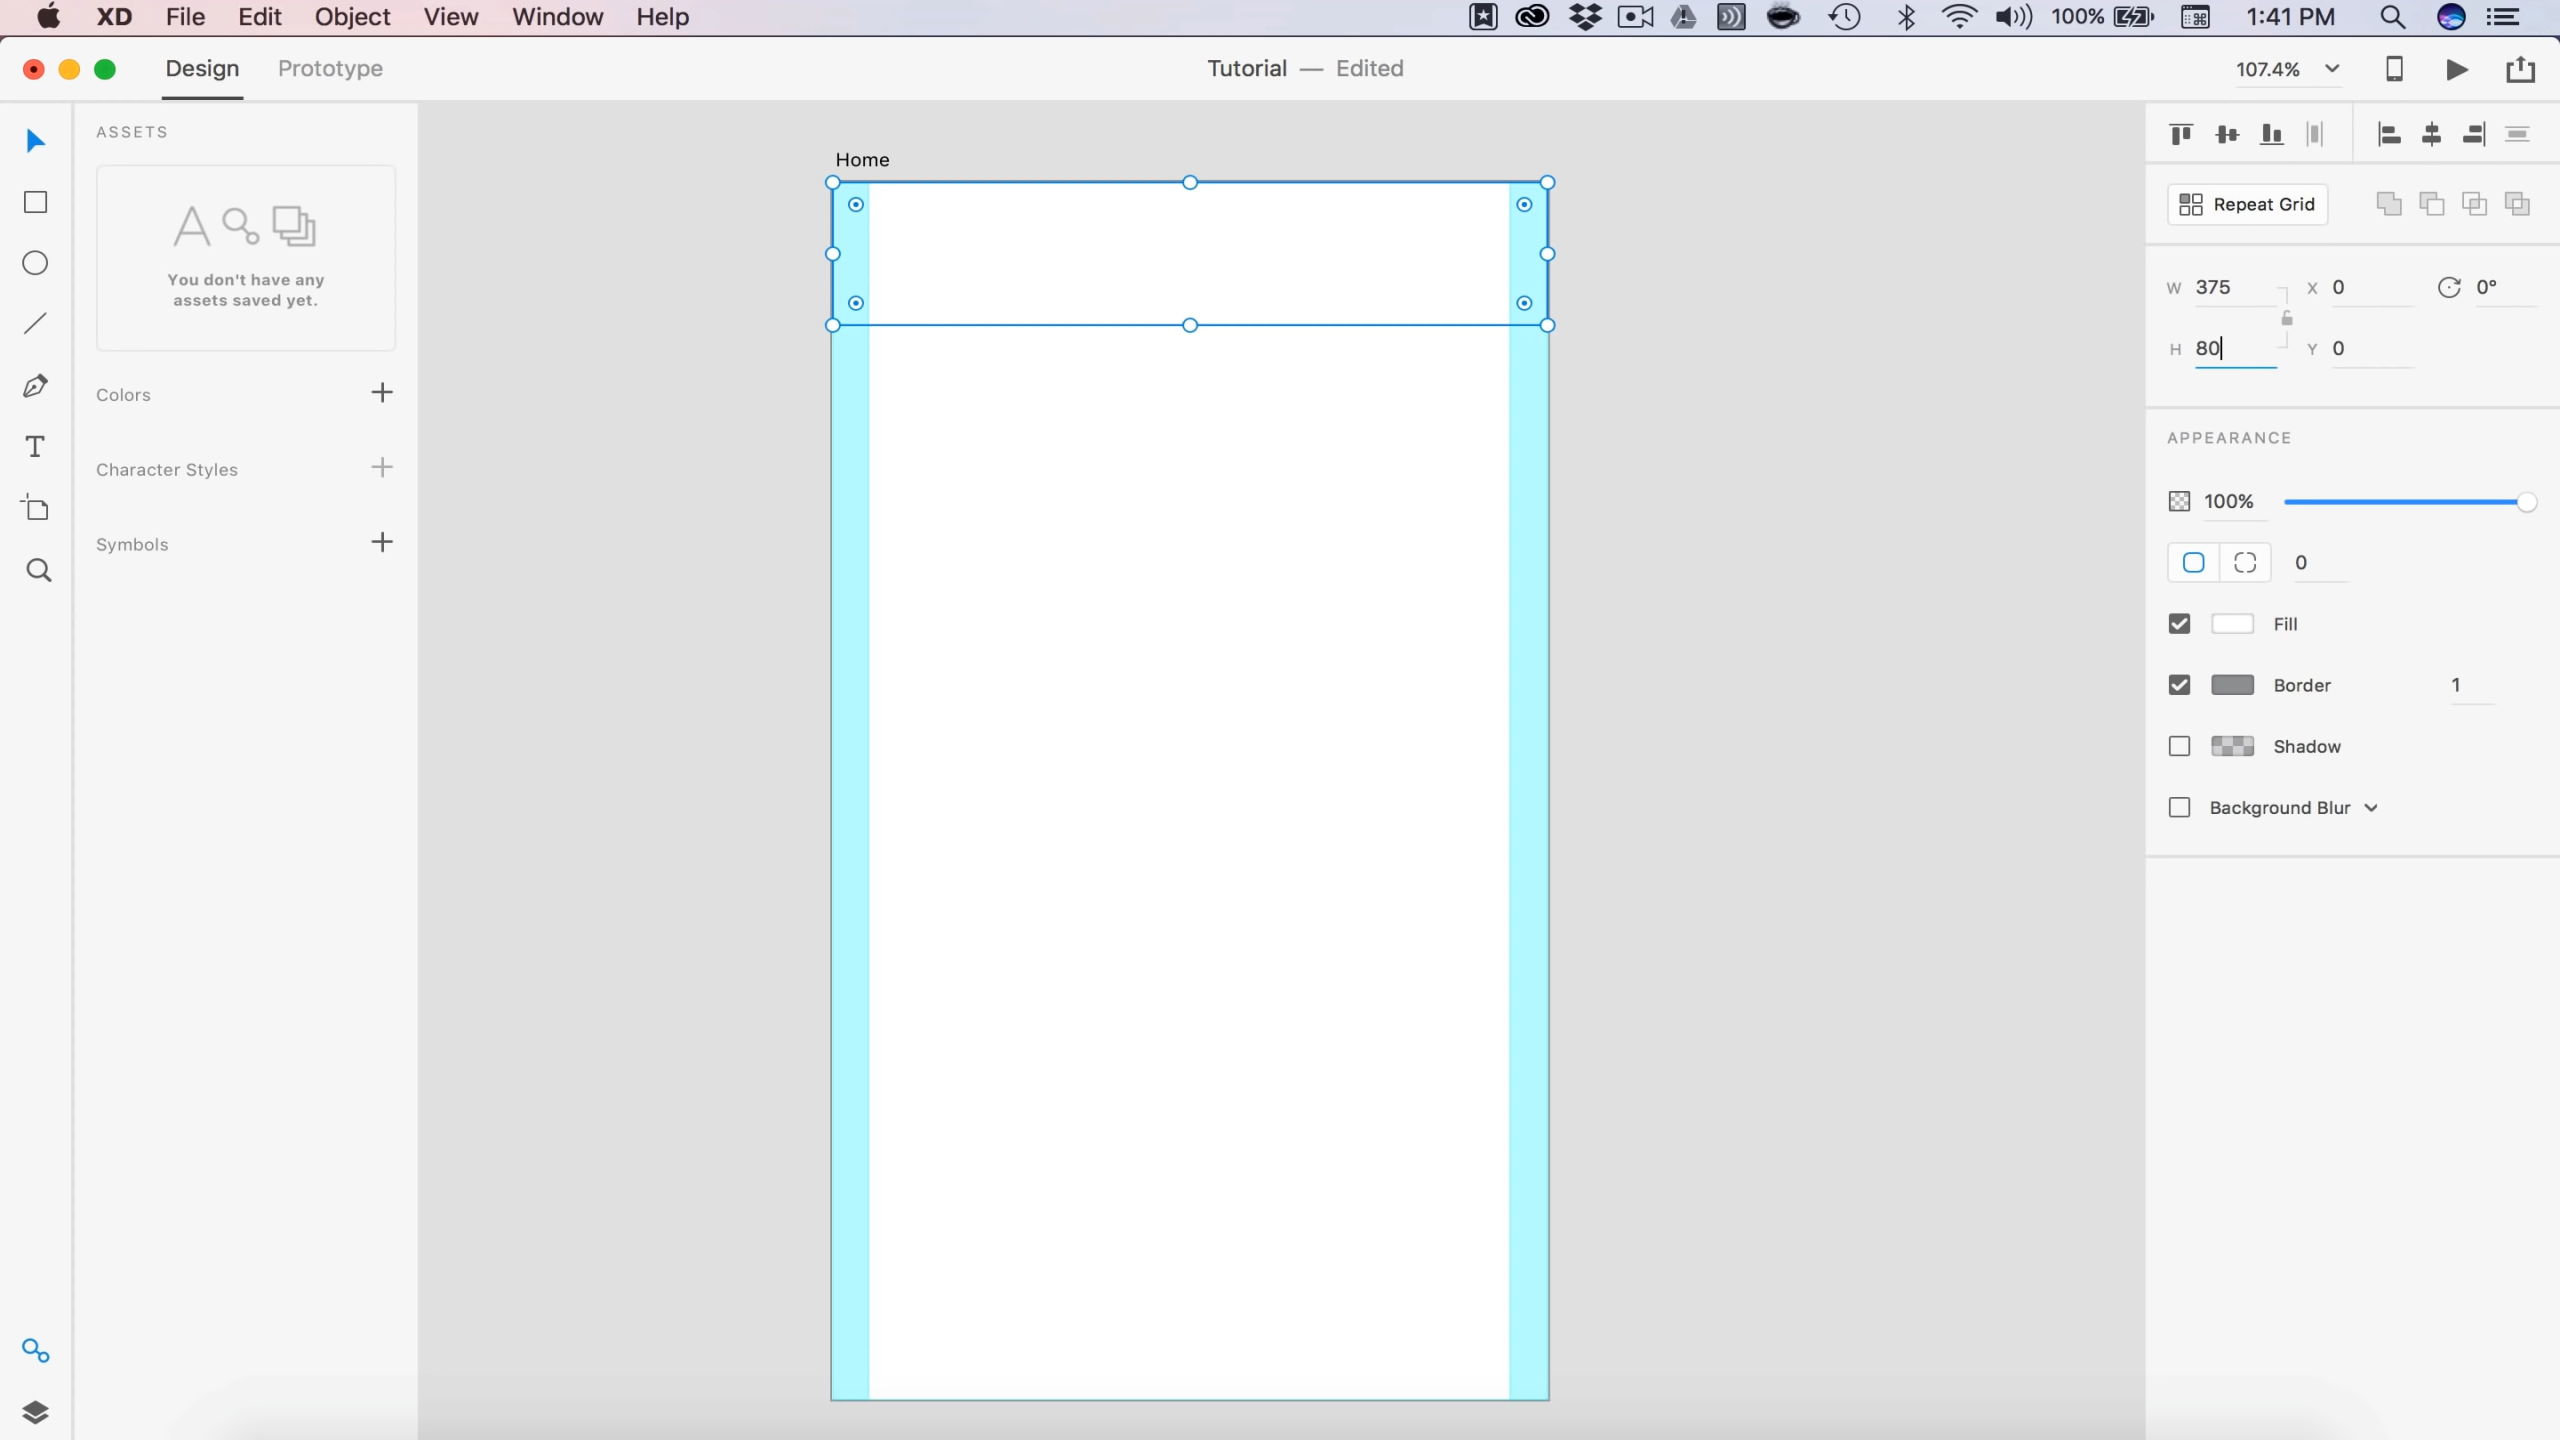 XD File Edit Object View Window Help 100% 1:41 PM
Design Prototype Tutorial — Edited 107.4%
ASSETS
You don't have any
assets saved yet.
Colors
Character Styles
Symbols
Home
Repeat Grid
W 375 X 0 0°
H 80 Y 0
APPEARANCE
100%
0
Fill
Border 1
Shadow
Background Blur